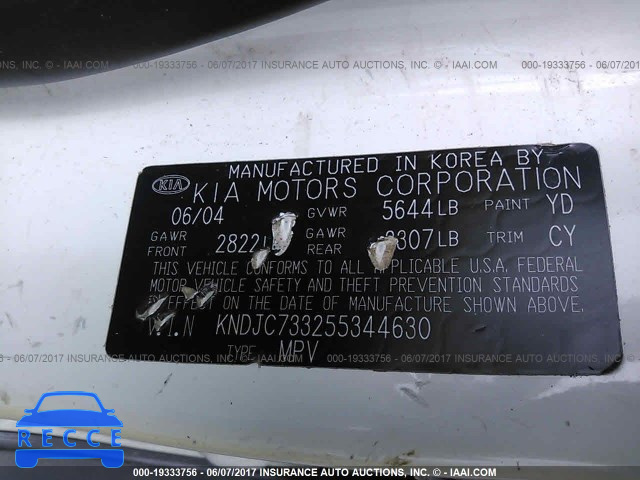 - IAAI.COM 000-19333756 - 06/07/2017 INSURANCE AUTO AUCTIONS, INC. - IAAI.COM 000-19333756 - 06/07/2017 INSURANCE AUTO AUCTIONS, INC. -
MANUFACTURED IN KOREA BY
KIA KIA MOTORS CORPORATION
06/04 GVWR 5644LB PAINT YD
GAWR FRONT 2822 GAWR REAR 307LB TRIM CY
THIS VEHICLE CONFORMS TO ALL APPLICABLE U.S.A. FEDERAL
MOTOR VEHICLE SAFETY AND THEFT PREVENTION STANDARDS
IN EFFECT ON THE DATE OF MANUFACTURE SHOWN ABOVE.
V.I.N KNDJC733255344630
TYPE MPV
RECCE
000-19333756 - 06/07/2017 INSURANCE AUTO AUCTIONS, INC. - IAAI.COM